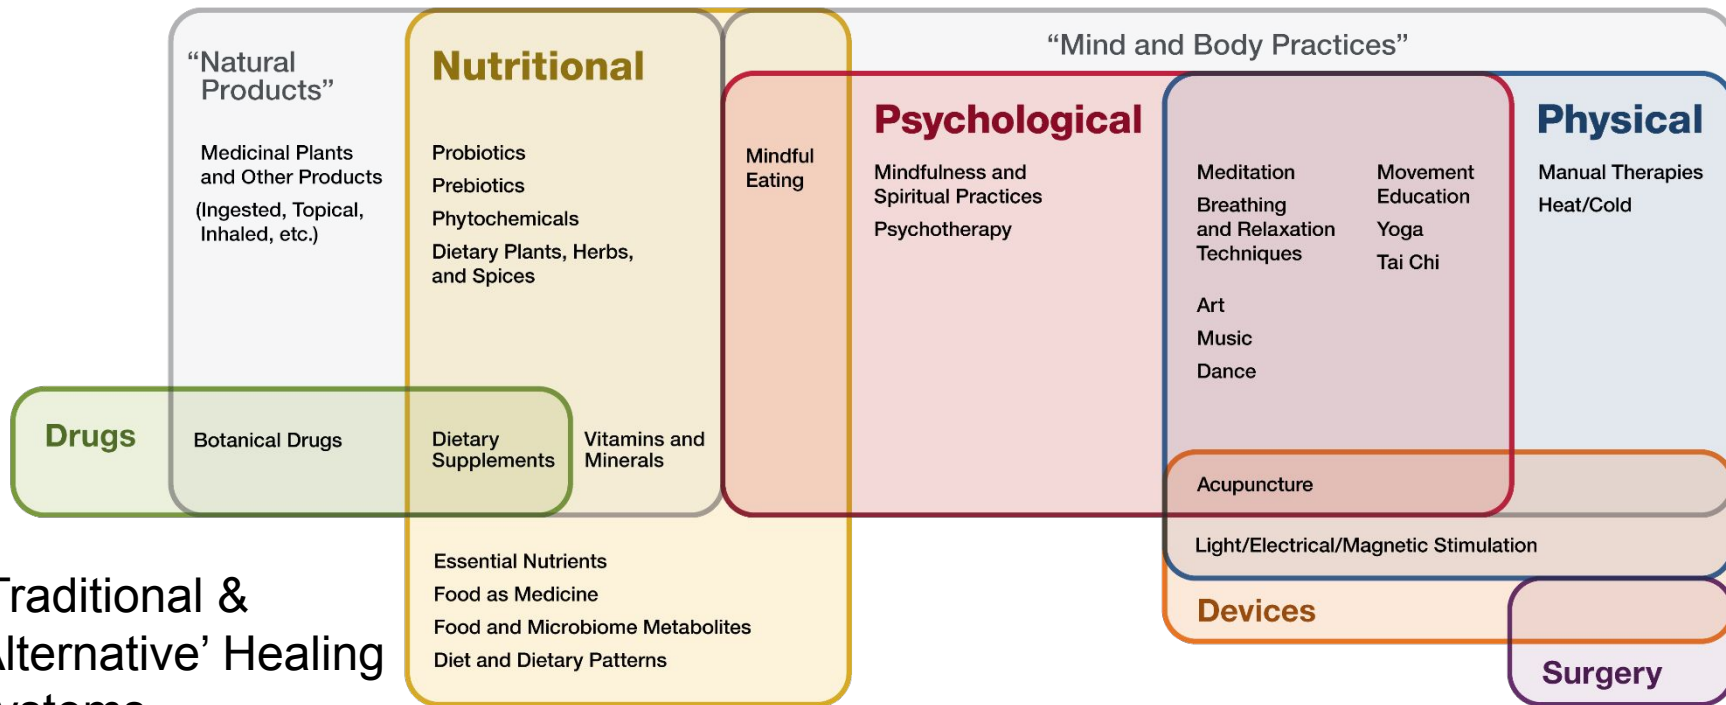 “Natural
Products”
Medicinal Plants
and Other Products
(Ingested, Topical,
Inhaled, etc.)
Nutritional
Probiotics
Prebiotics
Phytochemicals
Dietary Plants, Herbs,
and Spices
Mindful
Eating
“Mind and Body Practices”
Psychological
Mindfulness and
Spiritual Practices
Psychotherapy
Meditation
Breathing
and Relaxation
Techniques
Art
Music
Dance
Movement
Education
Yoga
Tai Chi
Physical
Manual Therapies
Heat/Cold
Drugs
Botanical Drugs
Dietary
Supplements
Vitamins and
Minerals
Acupuncture
Light/Electrical/Magnetic Stimulation
Devices
Surgery
Essential Nutrients
Food as Medicine
Food and Microbiome Metabolites
Diet and Dietary Patterns
Traditional &
Alternative’ Healing